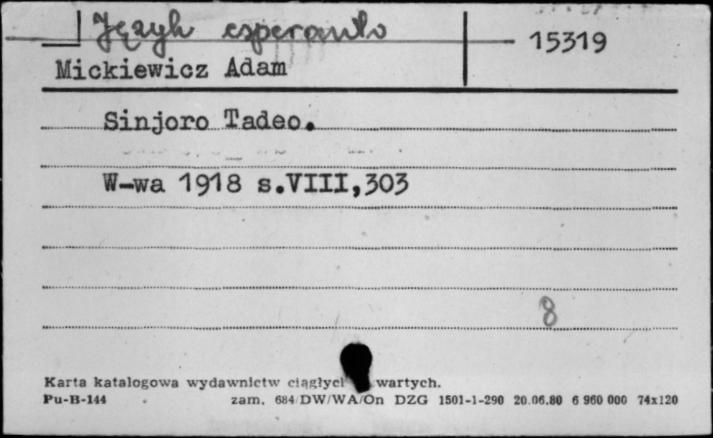 Język esperanto
15319
Mickiewicz Adam
Sinjoro Tadeo.
W-wa 1918 s.VIII,303
8
Karta katalogowa wydawnictw ciągłyc wartych.
Pu-B-144 zam. 684/DW/WA/On DZG 1501-1-290 20.06.80 6 960 000 74x120